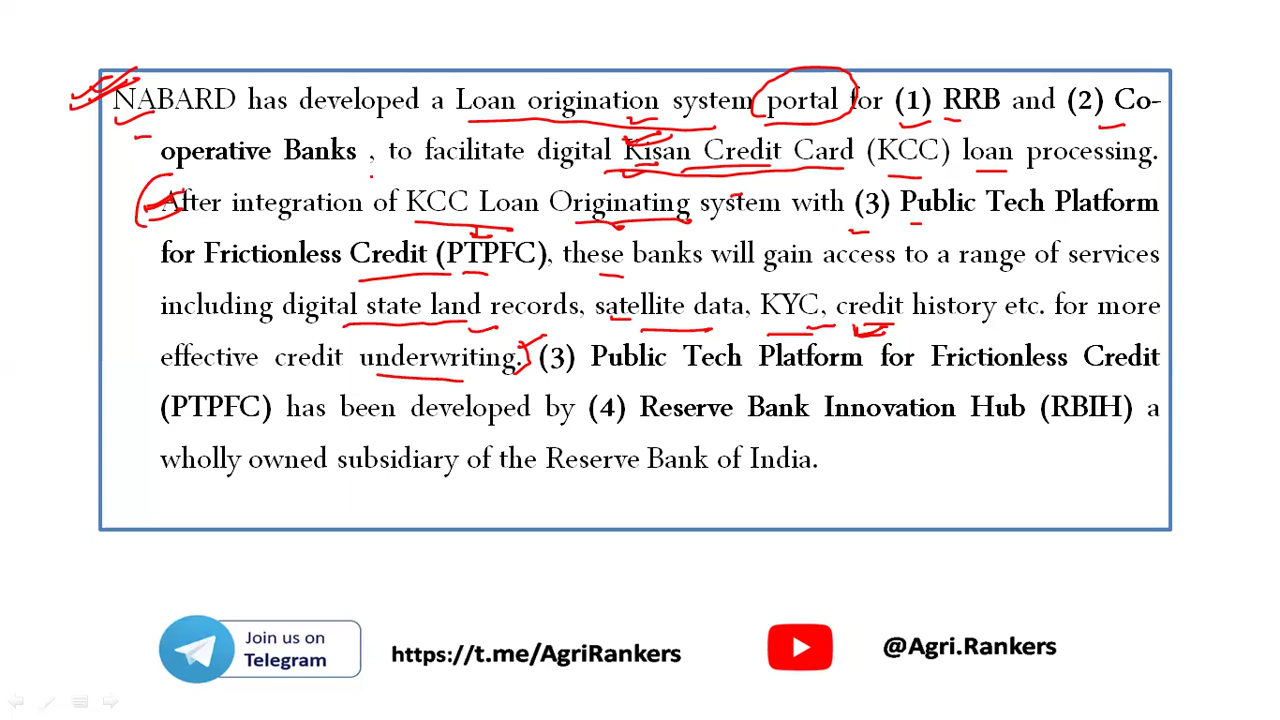 NABARD has developed a Loan origination system portal for (1) RRB and (2) Co-
operative Banks , to facilitate digital Kisan Credit Card (KCC) loan processing.
After integration of KCC Loan Originating system with (3) Public Tech Platform
for Frictionless Credit (PTPFC), these banks will gain access to a range of services
including digital state land records, satellite data, KYC, credit history etc. for more
effective credit underwriting. (3) Public Tech Platform for Frictionless Credit
(PTPFC) has been developed by (4) Reserve Bank Innovation Hub (RBIH) a
wholly owned subsidiary of the Reserve Bank of India.
Join us on
Telegram
https://t.me/AgriRankers
@Agri.Rankers